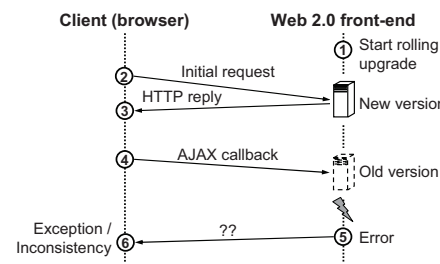 Client (browser) Web 2.0 front-end
1 Start rolling
upgrade
2 Initial request
HTTP reply
3 New version
4 AJAX callback
Old version
Exception /
Inconsistency 6 ?? 5 Error